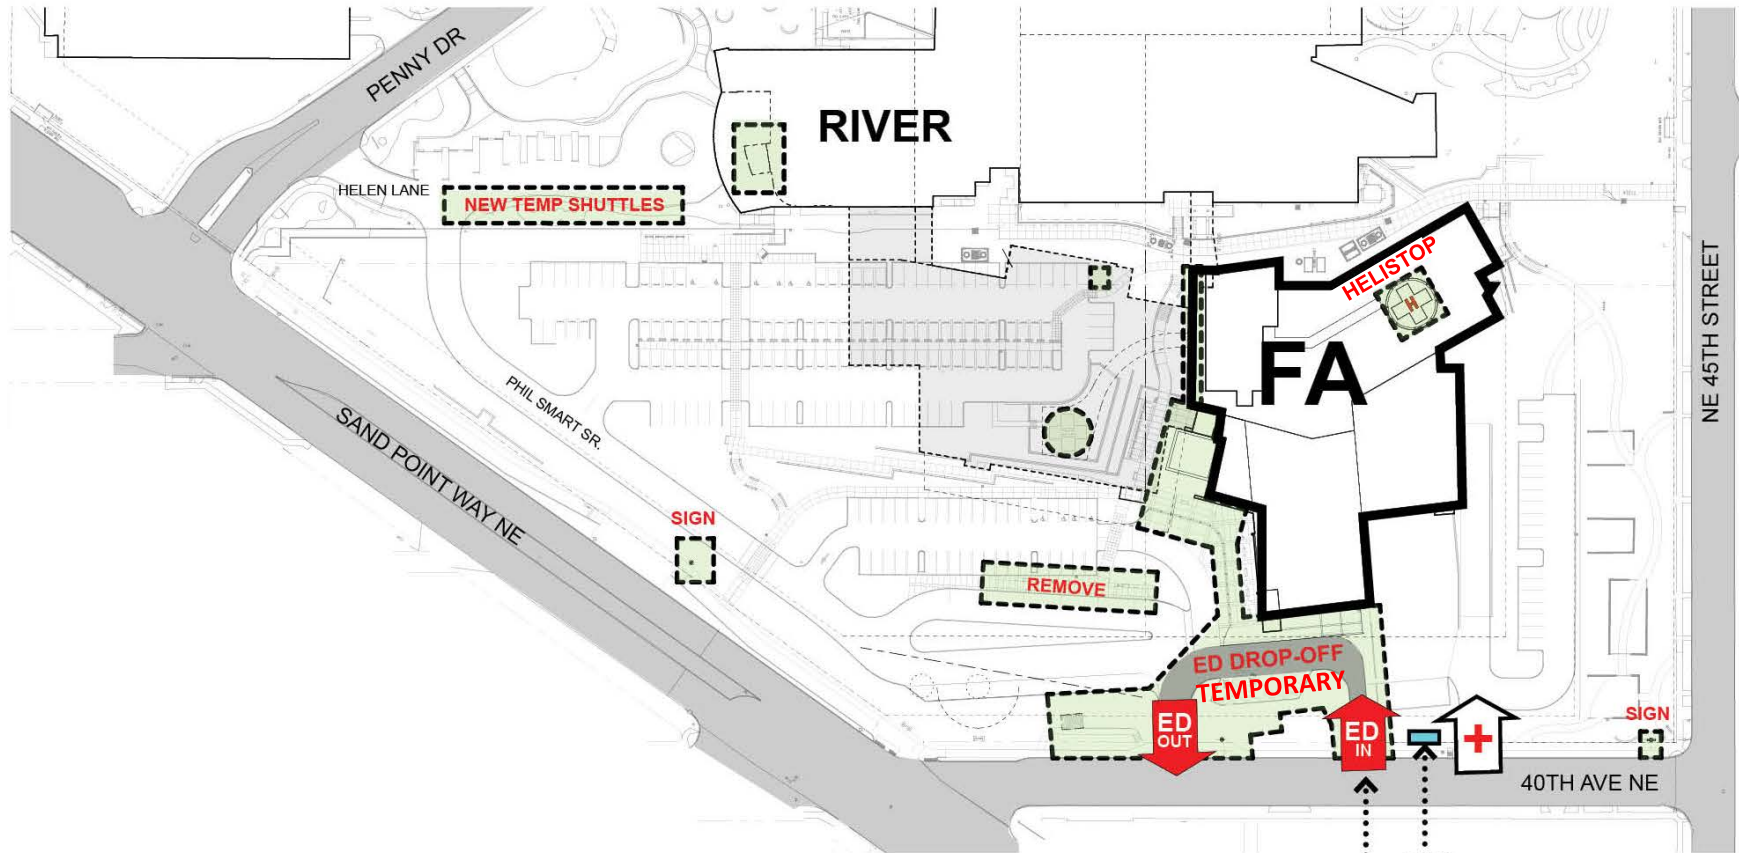 PENNY DR
RIVER
HELEN LANE
NEW TEMP SHUTTLES
HELISTOP
H
FA
NE 45TH STREET
PHIL SMART SR.
SAND POINT WAY NE
SIGN
REMOVE
ED DROP-OFF
TEMPORARY
ED
OUT
ED
IN
+
SIGN
40TH AVE NE